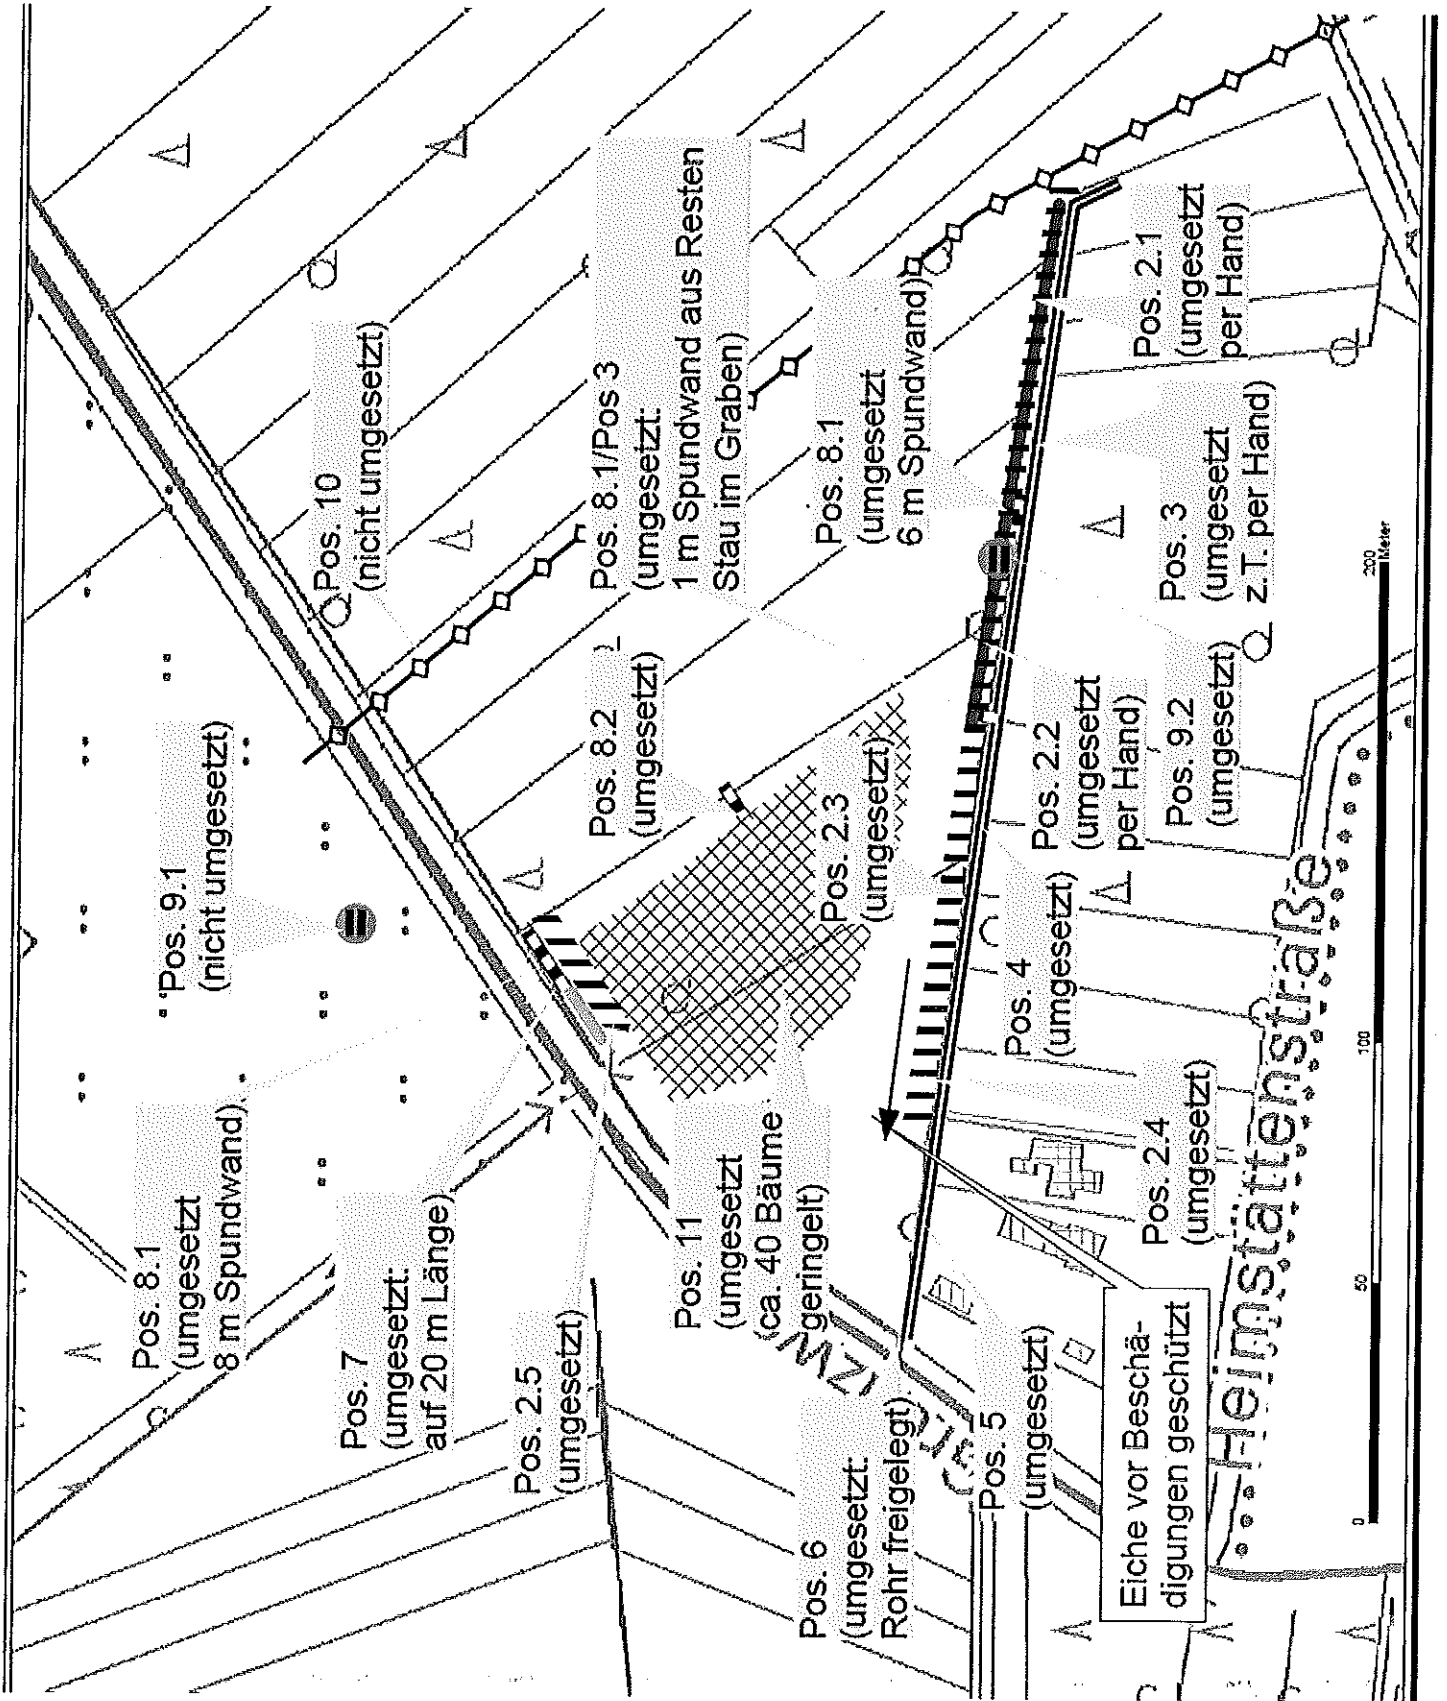 Pos. 8.1
(umgesetzt
8 m Spundwand)
Pos. 9.1
(nicht umgesetzt)
Pos. 10
(nicht umgesetzt)
Pos. 7
(umgesetzt:
auf 20 m Länge)
Pos. 2.5
(umgesetzt)
Pos. 8.2
(umgesetzt)
Pos. 8.1/Pos 3
(umgesetzt:
1 m Spundwand aus Resten
Stau im Graben)
Pos. 11
(umgesetzt
ca. 40 Bäume
geringelt)
Pos. 2.3
(umgesetzt)
Pos. 8.1
(umgesetzt
6 m Spundwand)
Pos. 6
(umgesetzt:
Rohr freigelegt)
Pos. 5
(umgesetzt)
Pos. 4
(umgesetzt)
Pos. 2.2
(umgesetzt
per Hand)
Pos. 2.1
(umgesetzt
per Hand)
Pos. 2.4
(umgesetzt)
Pos. 9.2
(umgesetzt)
Pos. 3
(umgesetzt
z.T. per Hand)
Eiche vor Beschä-
digungen geschützt
Heimstättenstraße
0 50 100 200
Meter